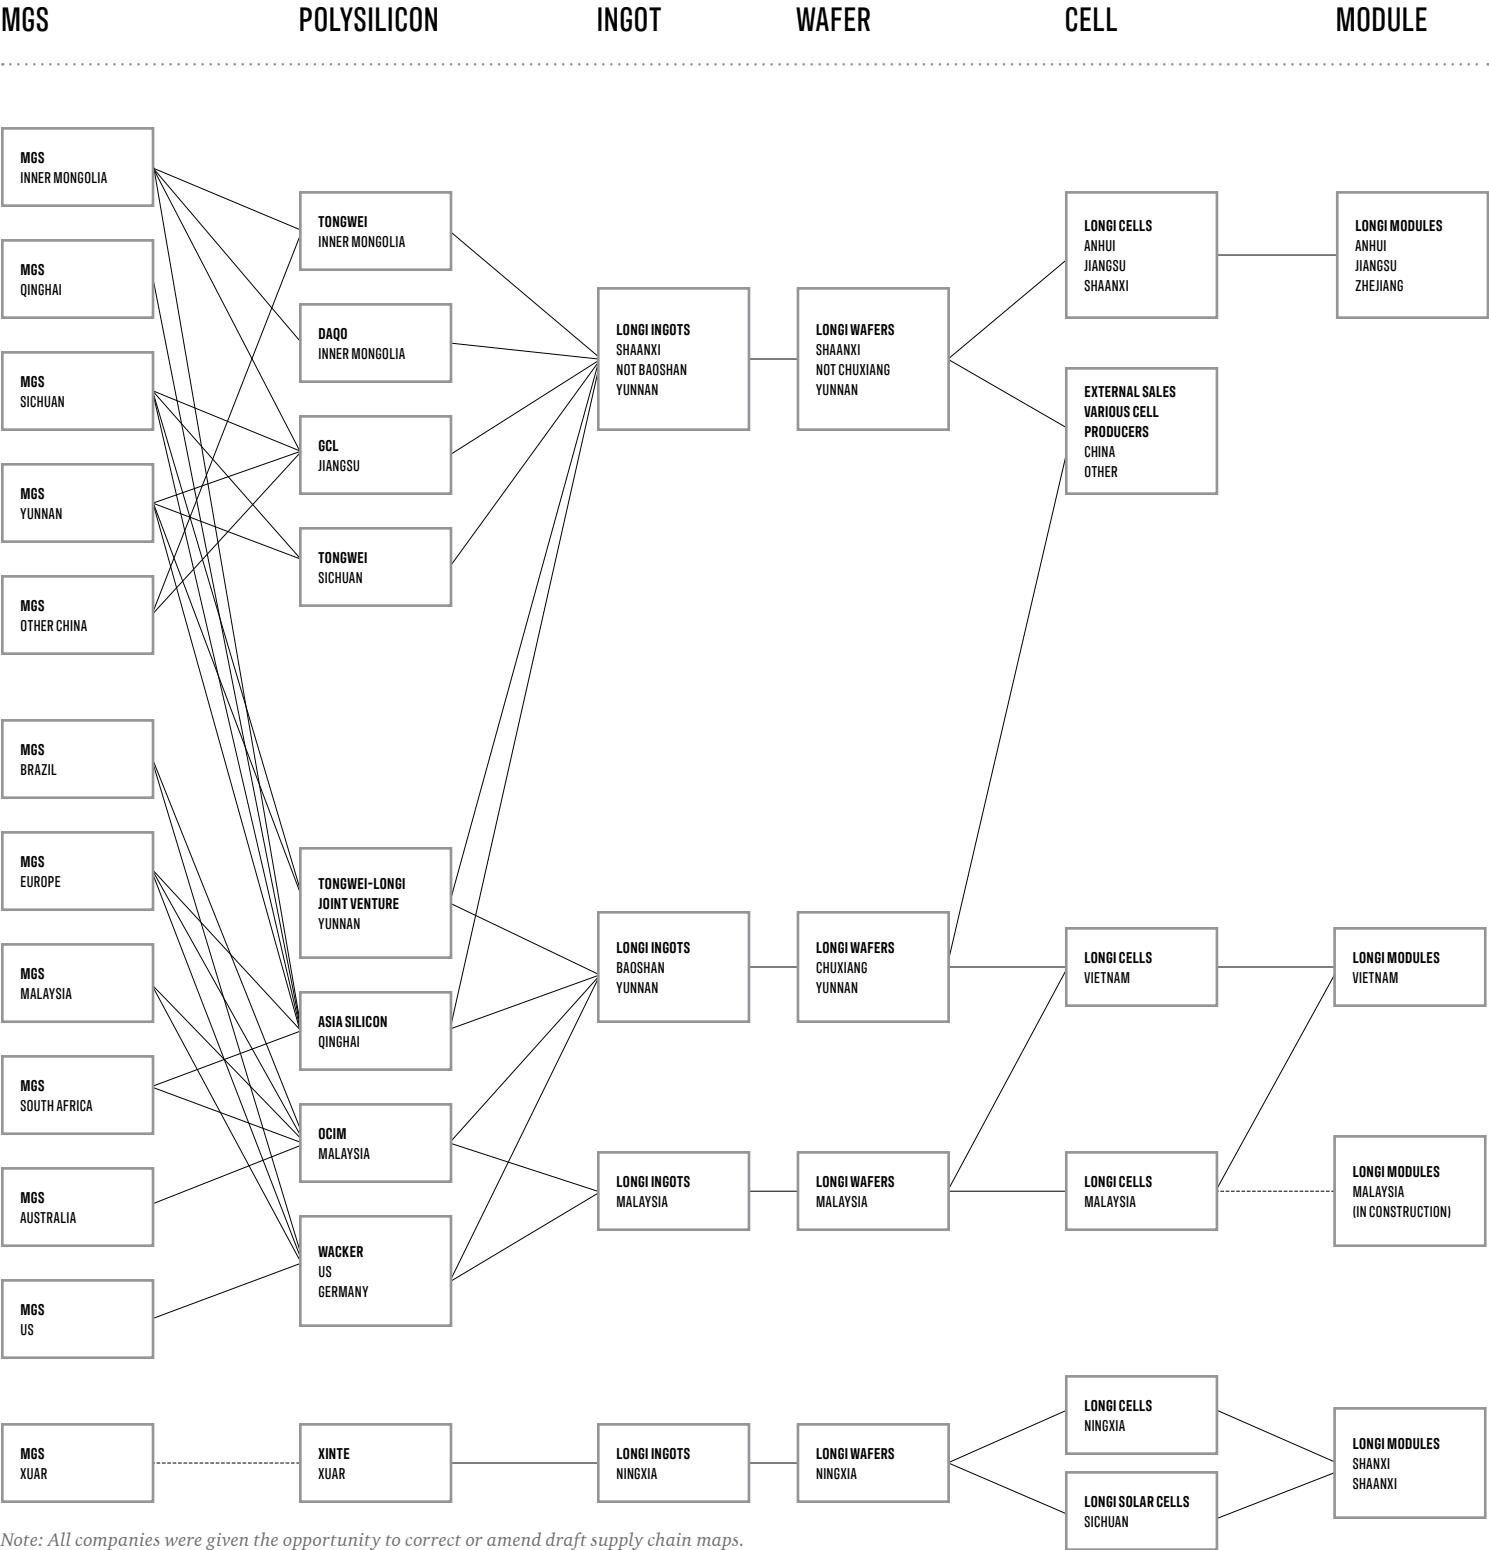 MGS
POLYSILICON
INGOT
WAFER
CELL
MODULE
MGS
INNER MONGOLIA
MGS
QINGHAI
MGS
SICHUAN
MGS
YUNNAN
MGS
OTHER CHINA
MGS
BRAZIL
MGS
EUROPE
MGS
MALAYSIA
MGS
SOUTH AFRICA
MGS
AUSTRALIA
MGS
US
MGS
XUAR
TONGWEI
INNER MONGOLIA
DAQO
INNER MONGOLIA
GCL
JIANGSU
TONGWEI
SICHUAN
TONGWEI-LONGI
JOINT VENTURE
YUNNAN
ASIA SILICON
QINGHAI
OCIM
MALAYSIA
WACKER
US
GERMANY
XINTE
XUAR
LONGI INGOTS
SHAANXI
NOT BAOSHAN
YUNNAN
LONGI INGOTS
BAOSHAN
YUNNAN
LONGI INGOTS
MALAYSIA
LONGI INGOTS
NINGXIA
LONGI WAFERS
SHAANXI
NOT CHUXIANG
YUNNAN
LONGI WAFERS
CHUXIANG
YUNNAN
LONGI WAFERS
MALAYSIA
LONGI WAFERS
NINGXIA
LONGI CELLS
ANHUI
JIANGSU
SHAANXI
EXTERNAL SALES
VARIOUS CELL
PRODUCERS
CHINA
OTHER
LONGI CELLS
VIETNAM
LONGI CELLS
MALAYSIA
LONGI CELLS
NINGXIA
LONGI SOLAR CELLS
SICHUAN
LONGI MODULES
ANHUI
JIANGSU
ZHEJIANG
LONGI MODULES
VIETNAM
LONGI MODULES
MALAYSIA
(IN CONSTRUCTION)
LONGI MODULES
SHANXI
SHAANXI
Note: All companies were given the opportunity to correct or amend draft supply chain maps.